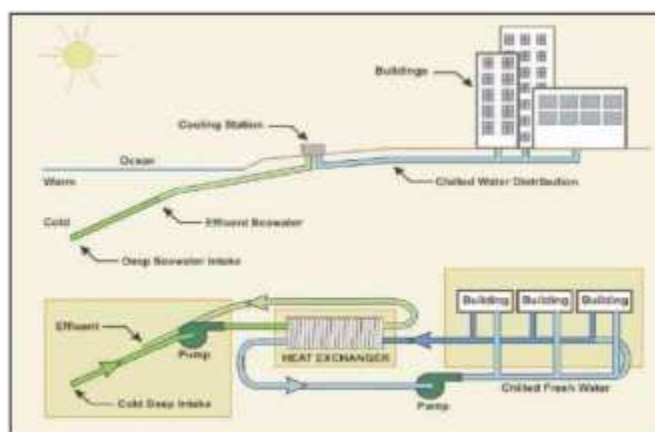 Buildings
Cooling Station
Ocean
Warm
Chilled Water Distribution
Cold
Effluent Seawater
Deep Seawater Intake
Building
Building
Building
Effluent
Pump
HEAT EXCHANGER
Cold Deep Intake
Chilled Fresh Water
Pump